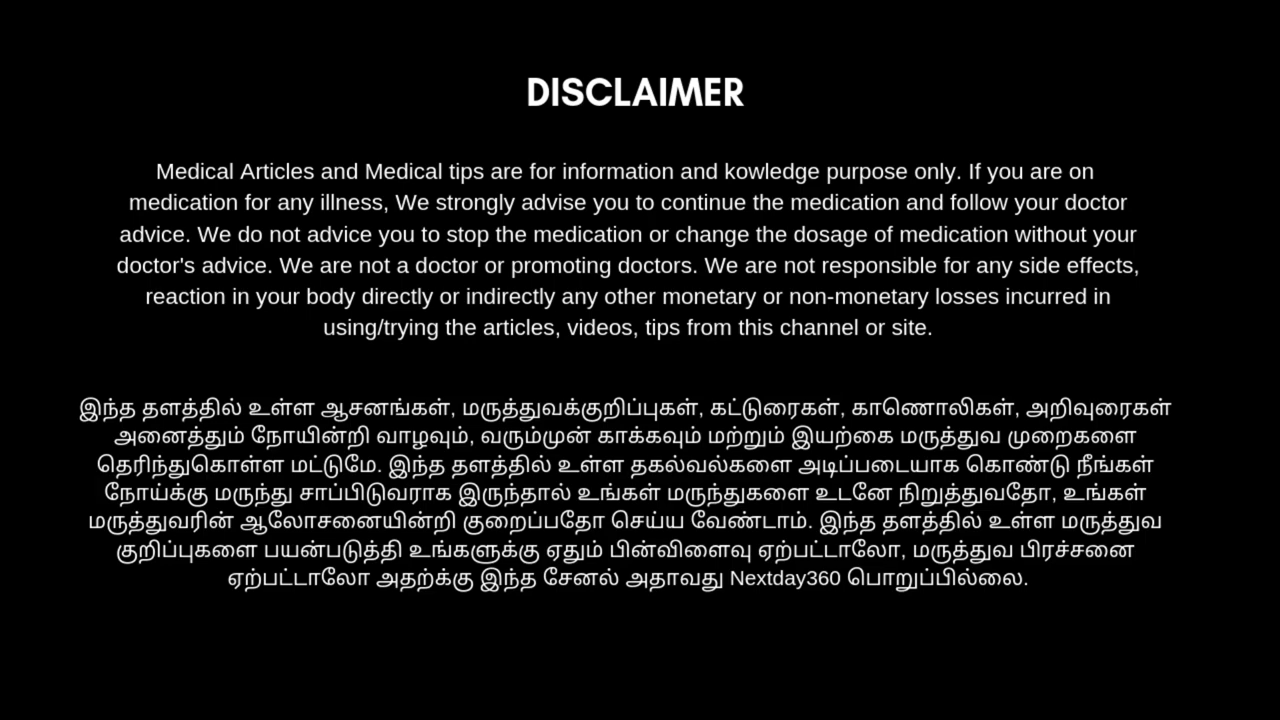 DISCLAIMER
Medical Articles and Medical tips are for information and kowledge purpose only. If you are on
medication for any illness, We strongly advise you to continue the medication and follow your doctor
advice. We do not advice you to stop the medication or change the dosage of medication without your
doctor's advice. We are not a doctor or promoting doctors. We are not responsible for any side effects,
reaction in your body directly or indirectly any other monetary or non-monetary losses incurred in
using/trying the articles, videos, tips from this channel or site.
இந்த தளத்தில் உள்ள ஆசனங்கள், மருத்துவக்குறிப்புகள், கட்டுரைகள், காணொலிகள், அறிவுரைகள்
அனைத்தும் நோயின்றி வாழவும், வரும்முன் காக்கவும் மற்றும் இயற்கை மருத்துவ முறைகளை
தெரிந்துகொள்ள மட்டுமே. இந்த தளத்தில் உள்ள தகல்வல்களை அடிப்படையாக கொண்டு நீங்கள்
நோய்க்கு மருந்து சாப்பிடுவராக இருந்தால் உங்கள் மருந்துகளை உடனே நிறுத்துவதோ, உங்கள்
மருத்துவரின் ஆலோசனையின்றி குறைப்பதோ செய்ய வேண்டாம். இந்த தளத்தில் உள்ள மருத்துவ
குறிப்புகளை பயன்படுத்தி உங்களுக்கு ஏதும் பின்விளைவு ஏற்பட்டாலோ, மருத்துவ பிரச்சனை
ஏற்பட்டாலோ அதற்க்கு இந்த சேனல் அதாவது Nextday360 பொறுப்பில்லை.